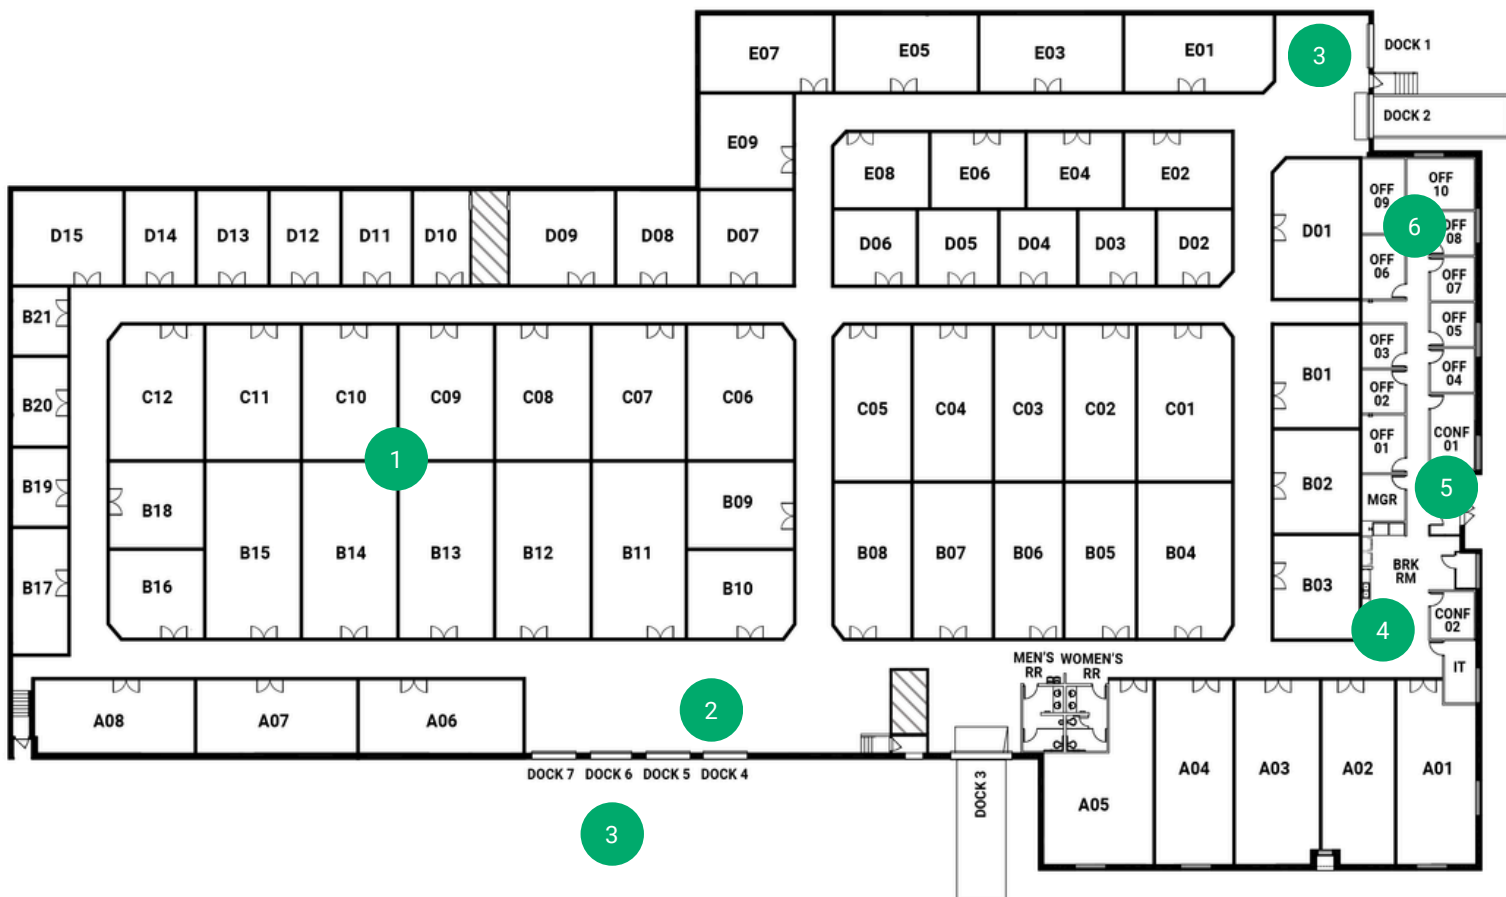 E07
E05
E03
E01
3
DOCK 1
DOCK 2
E09
E08
E06
E04
E02
OFF
09
OFF
10
D15
D14
D13
D12
D11
D10
D09
D08
D07
D06
D05
D04
D03
D02
D01
6
OFF
08
OFF
06
OFF
07
B21
OFF
05
OFF
03
OFF
04
B20
C12
C11
C10
C09
C08
C07
C06
C05
C04
C03
C02
C01
B01
OFF
02
OFF
01
CONF
01
1
B19
B18
B09
B02
MGR
5
B17
B16
B15
B14
B13
B12
B11
B10
B08
B07
B06
B05
B04
B03
BRK
RM
4
CONF
02
MEN'S
RR
WOMEN'S
RR
IT
A08
A07
A06
2
DOCK 7
DOCK 6
DOCK 5
DOCK 4
DOCK 3
A05
A04
A03
A02
A01
3